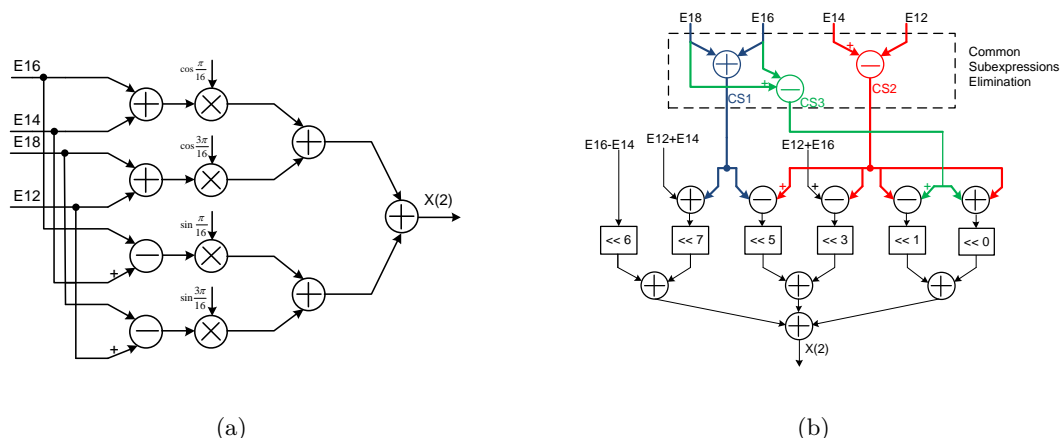 E16
cos π/16
E14
E18
cos 3π/16
E12
X(2)
sin π/16
+
sin 3π/16
+
(a)
E18 E16 E14 E12
+
Common
Subexpressions
Elimination
+
CS1 CS3 CS2
E16-E14 E12+E14 E12+E16
+ + +
<< 6 << 7 << 5 << 3 << 1 << 0
X(2)
(b)